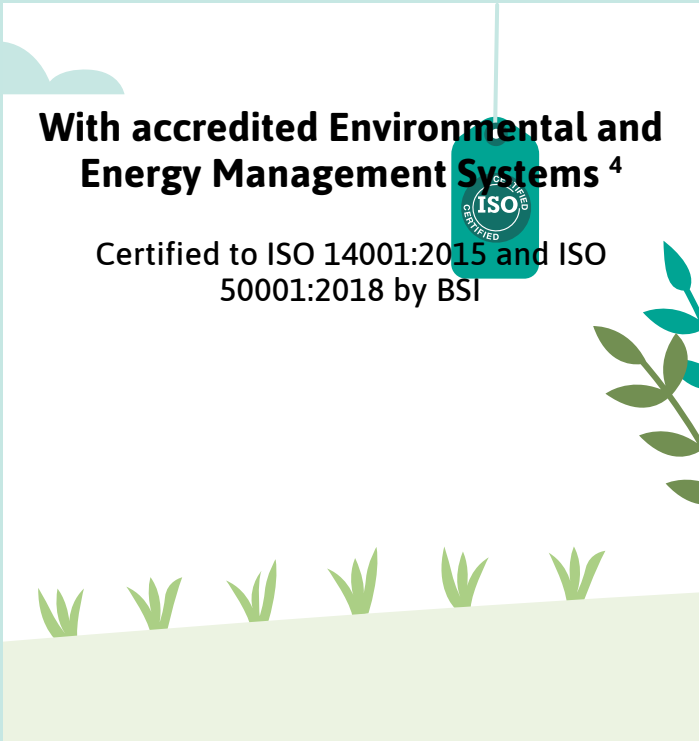 With accredited Environmental and
Energy Management Systems ⁴
CERTIFIED
ISO
CERTIFIED
Certified to ISO 14001:2015 and ISO
50001:2018 by BSI